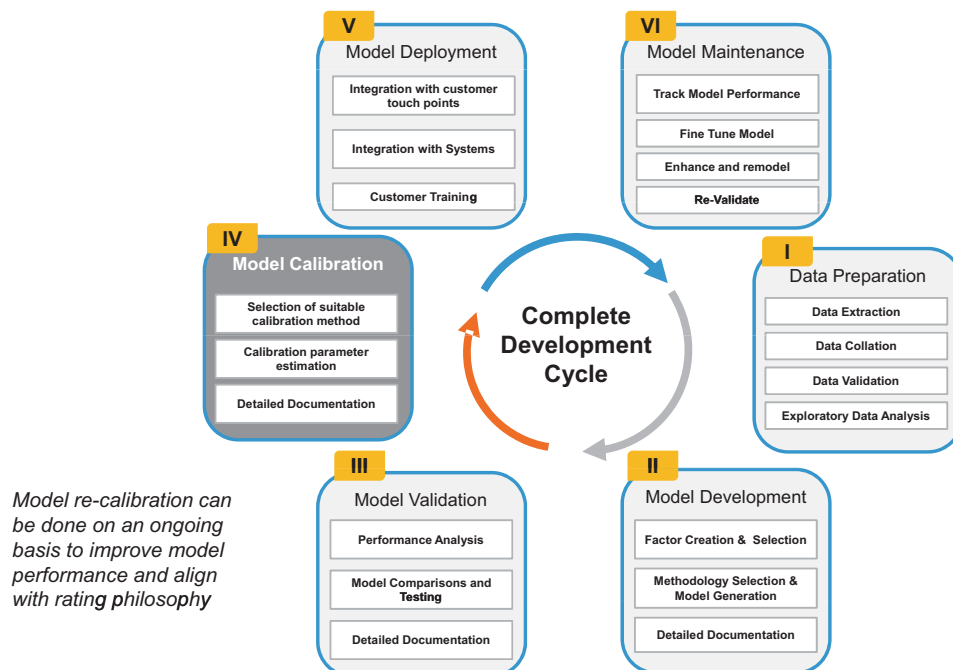 V
Model Deployment
Integration with customer
touch points
Integration with Systems
Customer Training
VI
Model Maintenance
Track Model Performance
Fine Tune Model
Enhance and remodel
Re-Validate
IV
Model Calibration
Selection of suitable
calibration method
Calibration parameter
estimation
Detailed Documentation
Complete
Development
Cycle
I
Data Preparation
Data Extraction
Data Collation
Data Validation
Exploratory Data Analysis
III
Model Validation
Performance Analysis
Model Comparisons and
Testing
Detailed Documentation
II
Model Development
Factor Creation & Selection
Methodology Selection &
Model Generation
Detailed Documentation
Model re-calibration can
be done on an ongoing
basis to improve model
performance and align
with rating philosophy